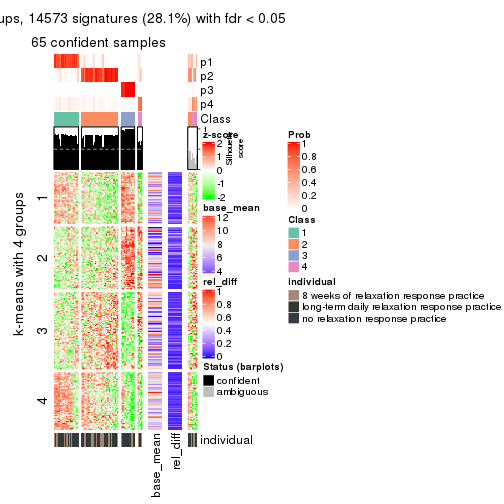 ups, 14573 signatures (28.1%) with fdr < 0.05
65 confident samples
p1
p2
p3
p4
Class
1
Silhouette
score
k-means with 4 groups
1
2
3
4
individual
base_mean
rel_diff
z-score
2
1
0
-1
-2
base_mean
12
10
8
6
4
rel_diff
1
0.8
0.6
0.4
0.2
0
Status (barplots)
confident
ambiguous
Prob
1
0.8
0.6
0.4
0.2
0
Class
1
2
3
4
individual
8 weeks of relaxation response practice
long-term daily relaxation response practice
no relaxation response practice